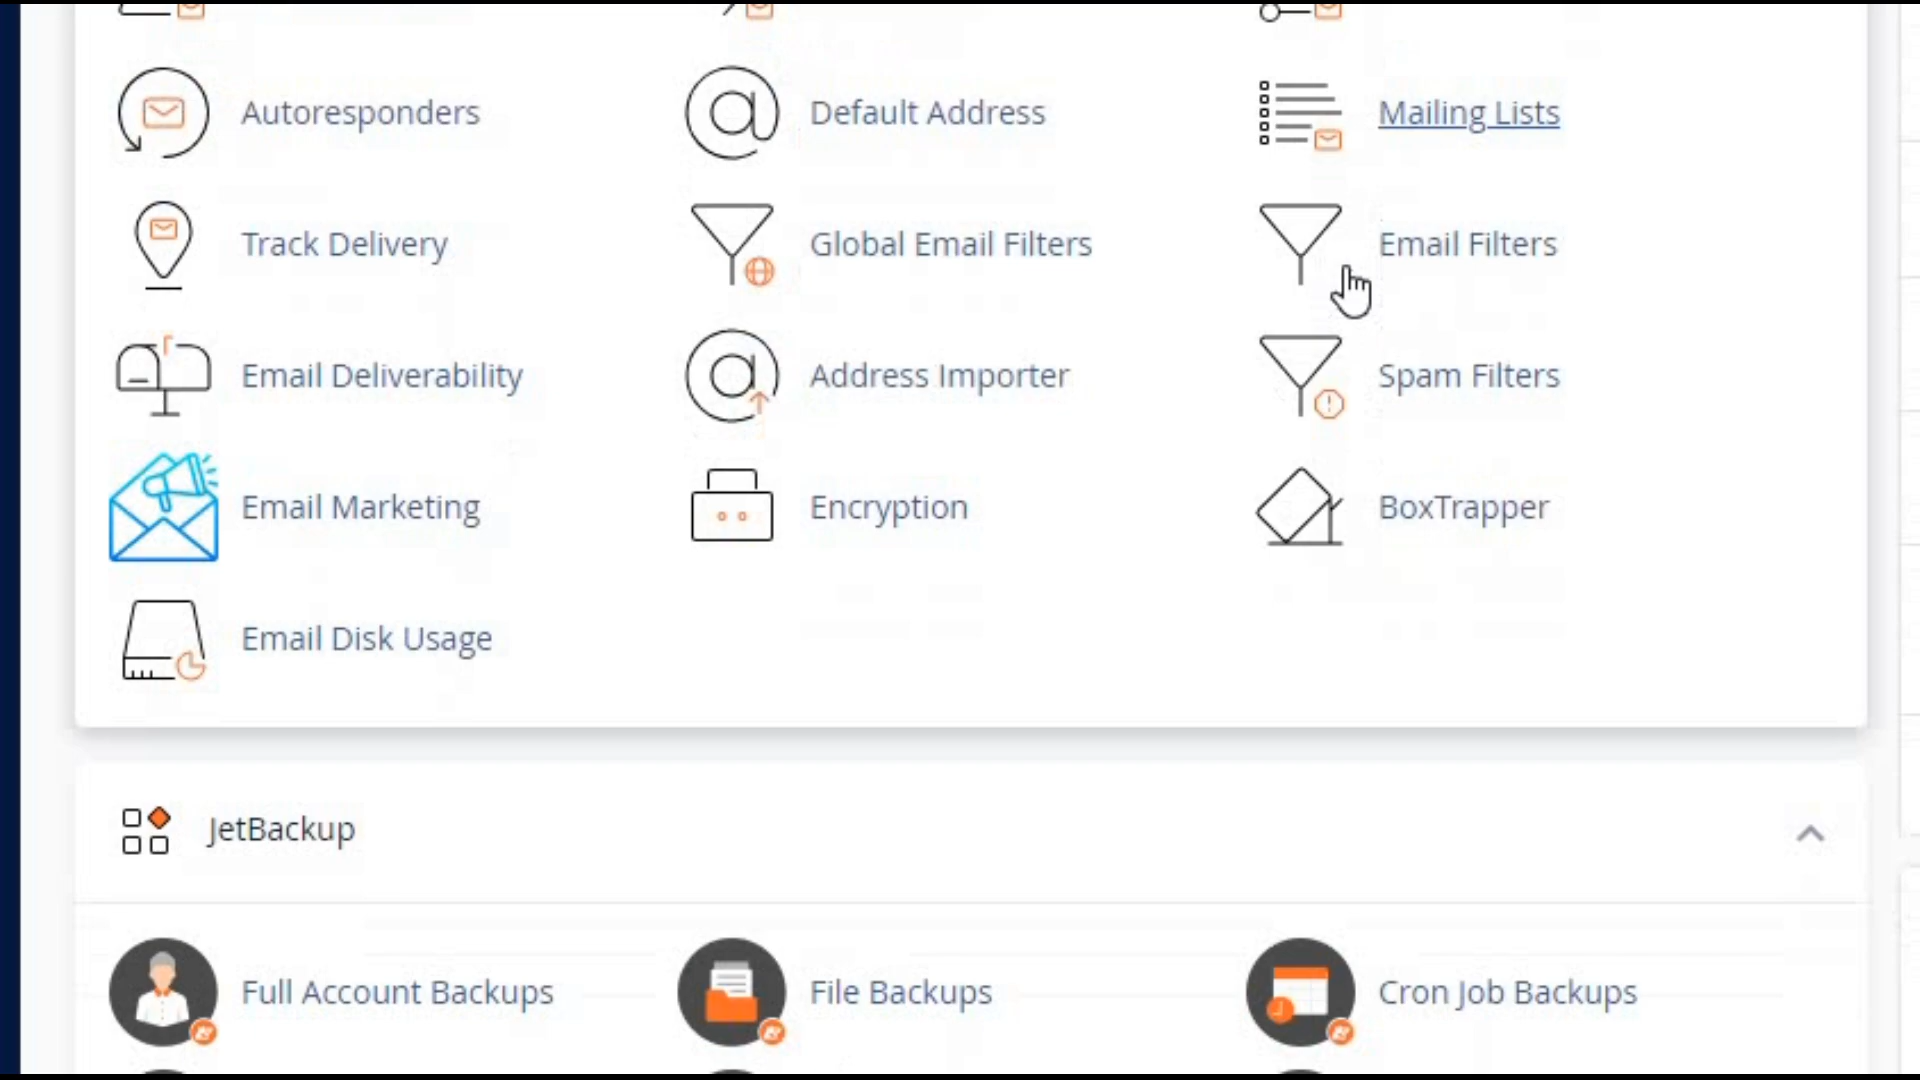 Autoresponders
Default Address
Mailing Lists
Track Delivery
Global Email Filters
Email Filters
Email Deliverability
Address Importer
Spam Filters
Email Marketing
Encryption
BoxTrapper
Email Disk Usage
JetBackup
Full Account Backups
File Backups
Cron Job Backups